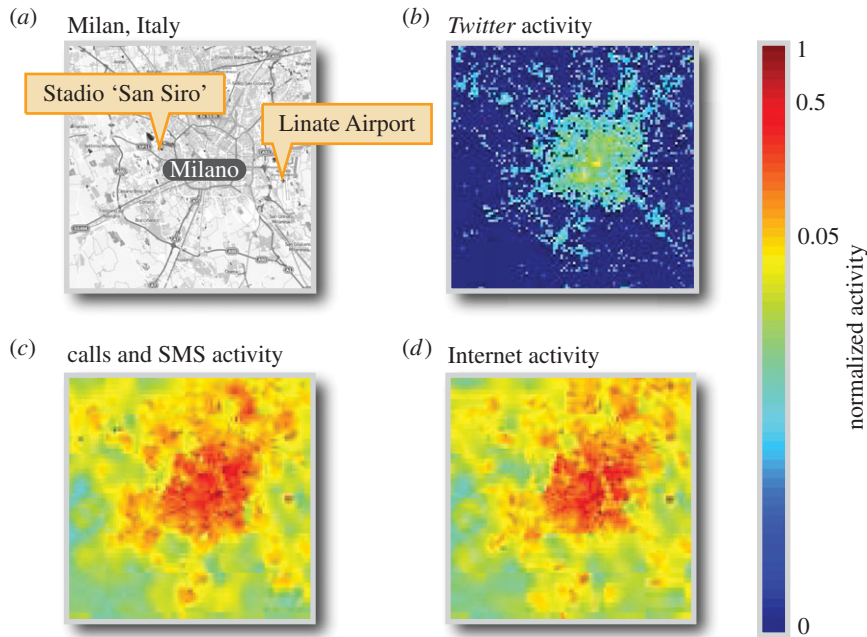 (a) Milan, Italy
Stadio ‘San Siro’
Linate Airport
Milano
(b) Twitter activity
(c) calls and SMS activity
(d) Internet activity
1
0.5
0.05
0
normalized activity